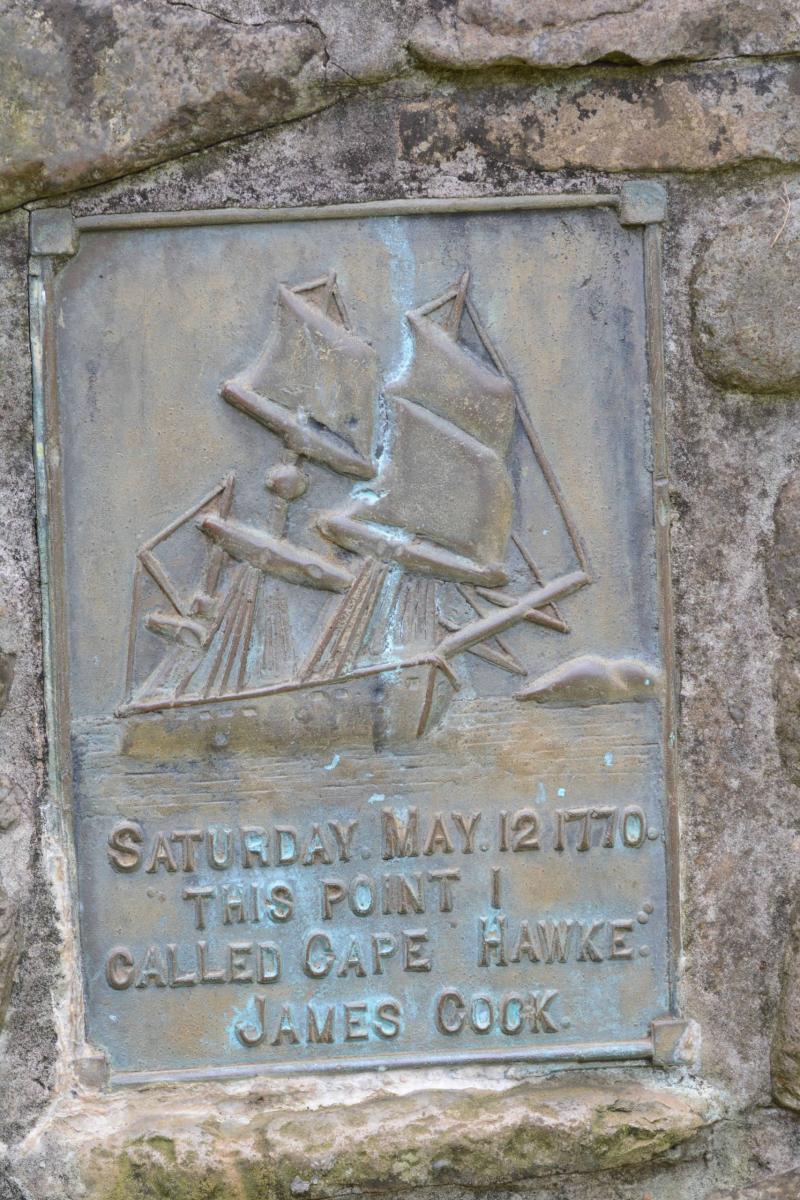 SATURDAY. MAY. 12 1770.
THIS POINT I
CALLED CAPE HAWKE.
JAMES COOK.